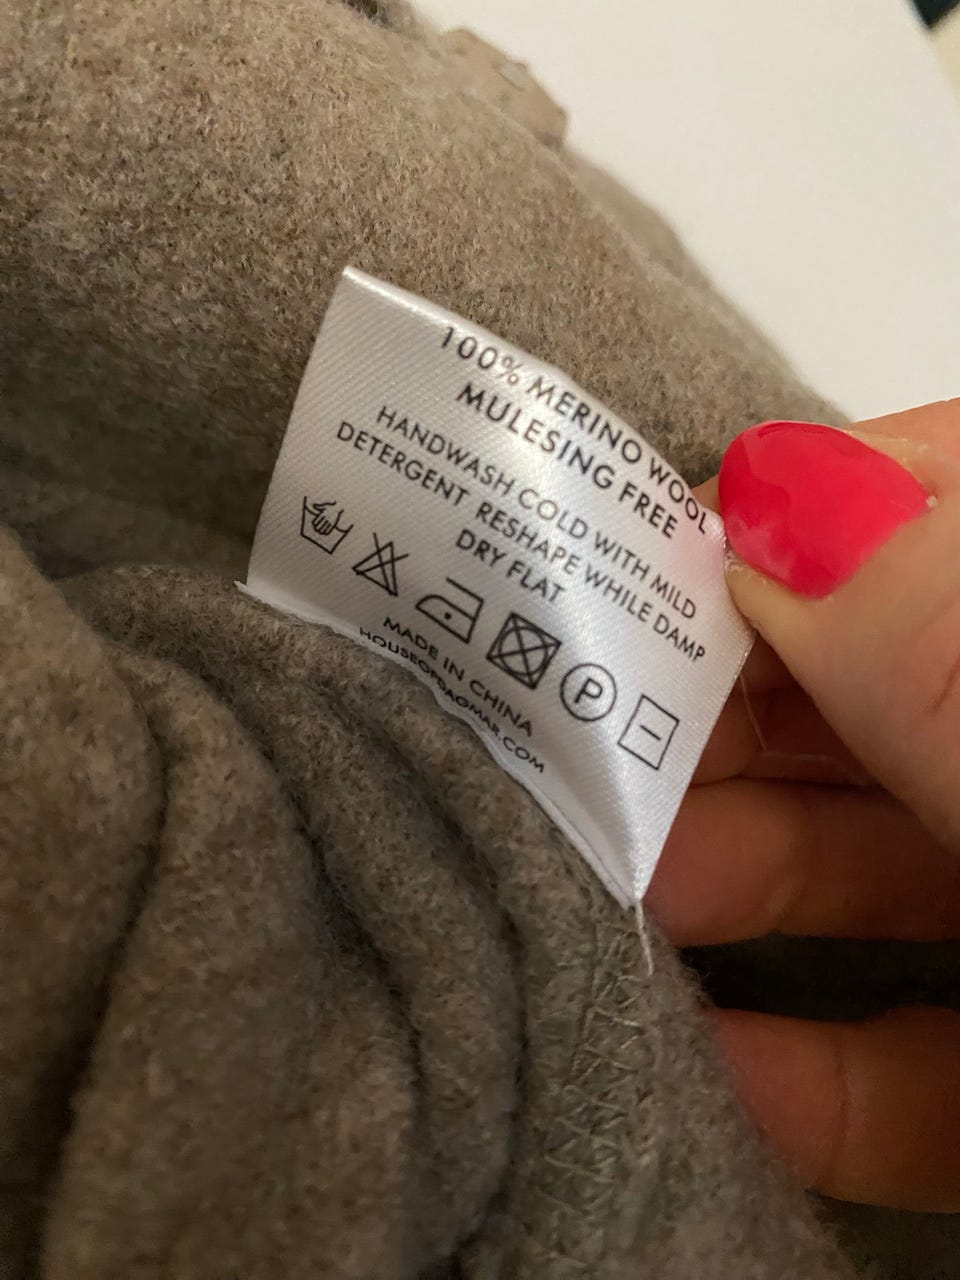 100% MERINO WOOL
MULESING FREE
HANDWASH COLD WITH MILD
DETERGENT RESHAPE WHILE DAMP
DRY FLAT
P
MADE IN CHINA
HOUSEOFDAGMAR.COM